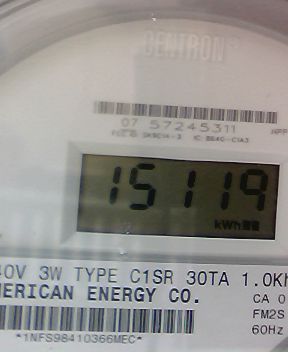 CENTRON
07 57245311
15119
kWh
40V 3W TYPE C1SR 30TA 1.0K
MERICAN ENERGY CO.
CA 0
FM2S
60Hz
*1NFS98410366MEC*